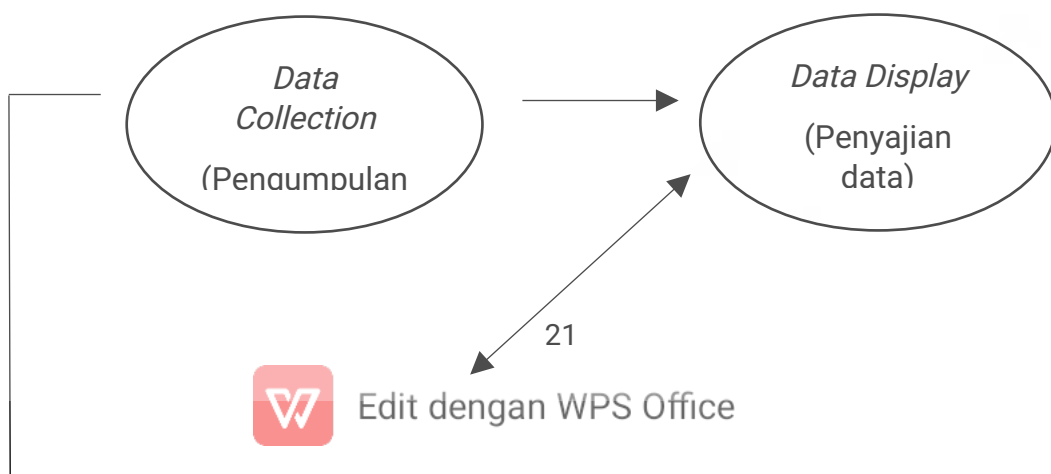 Data
Collection
(Pengumpulan
Data Display
(Penyajian
data)
21
Edit dengan WPS Office